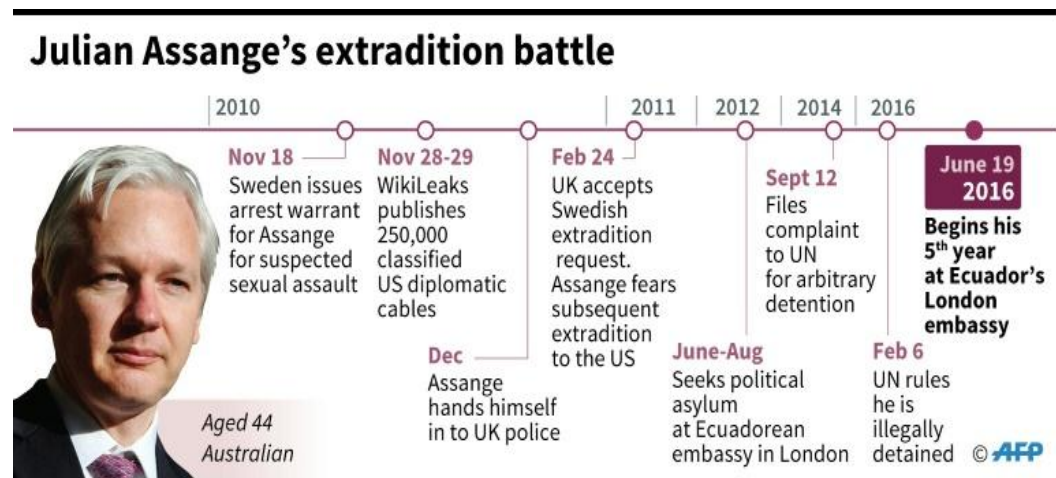 Julian Assange’s extradition battle
2010
2011
2012
2014
2016
Nov 18
Sweden issues
arrest warrant
for Assange
for suspected
sexual assault
Nov 28-29
WikiLeaks
publishes
250,000
classified
US diplomatic
cables
Dec
Assange
hands himself
in to UK police
Feb 24
UK accepts
Swedish
extradition
request.
Assange fears
subsequent
extradition
to the US
June-Aug
Seeks political
asylum
at Ecuadorean
embassy in London
Sept 12
Files
complaint
to UN
for arbitrary
detention
Feb 6
UN rules
he is
illegally
detained
June 19
2016
Begins his
5th year
at Ecuador’s
London
embassy
Aged 44
Australian
© AFP